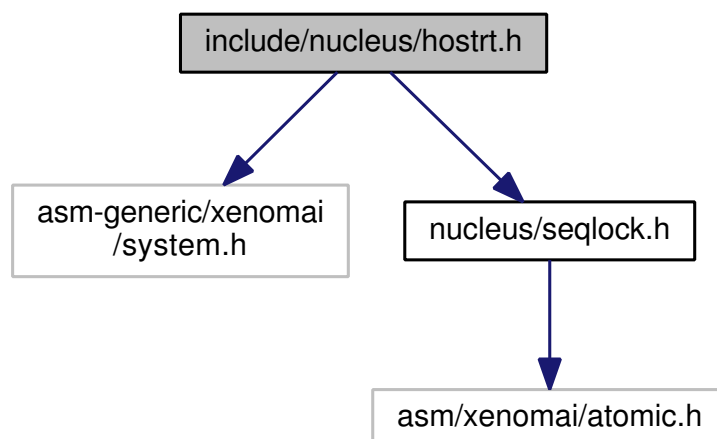 include/nucleus/hostrt.h
asm-generic/xenomai
/system.h
nucleus/seqlock.h
asm/xenomai/atomic.h